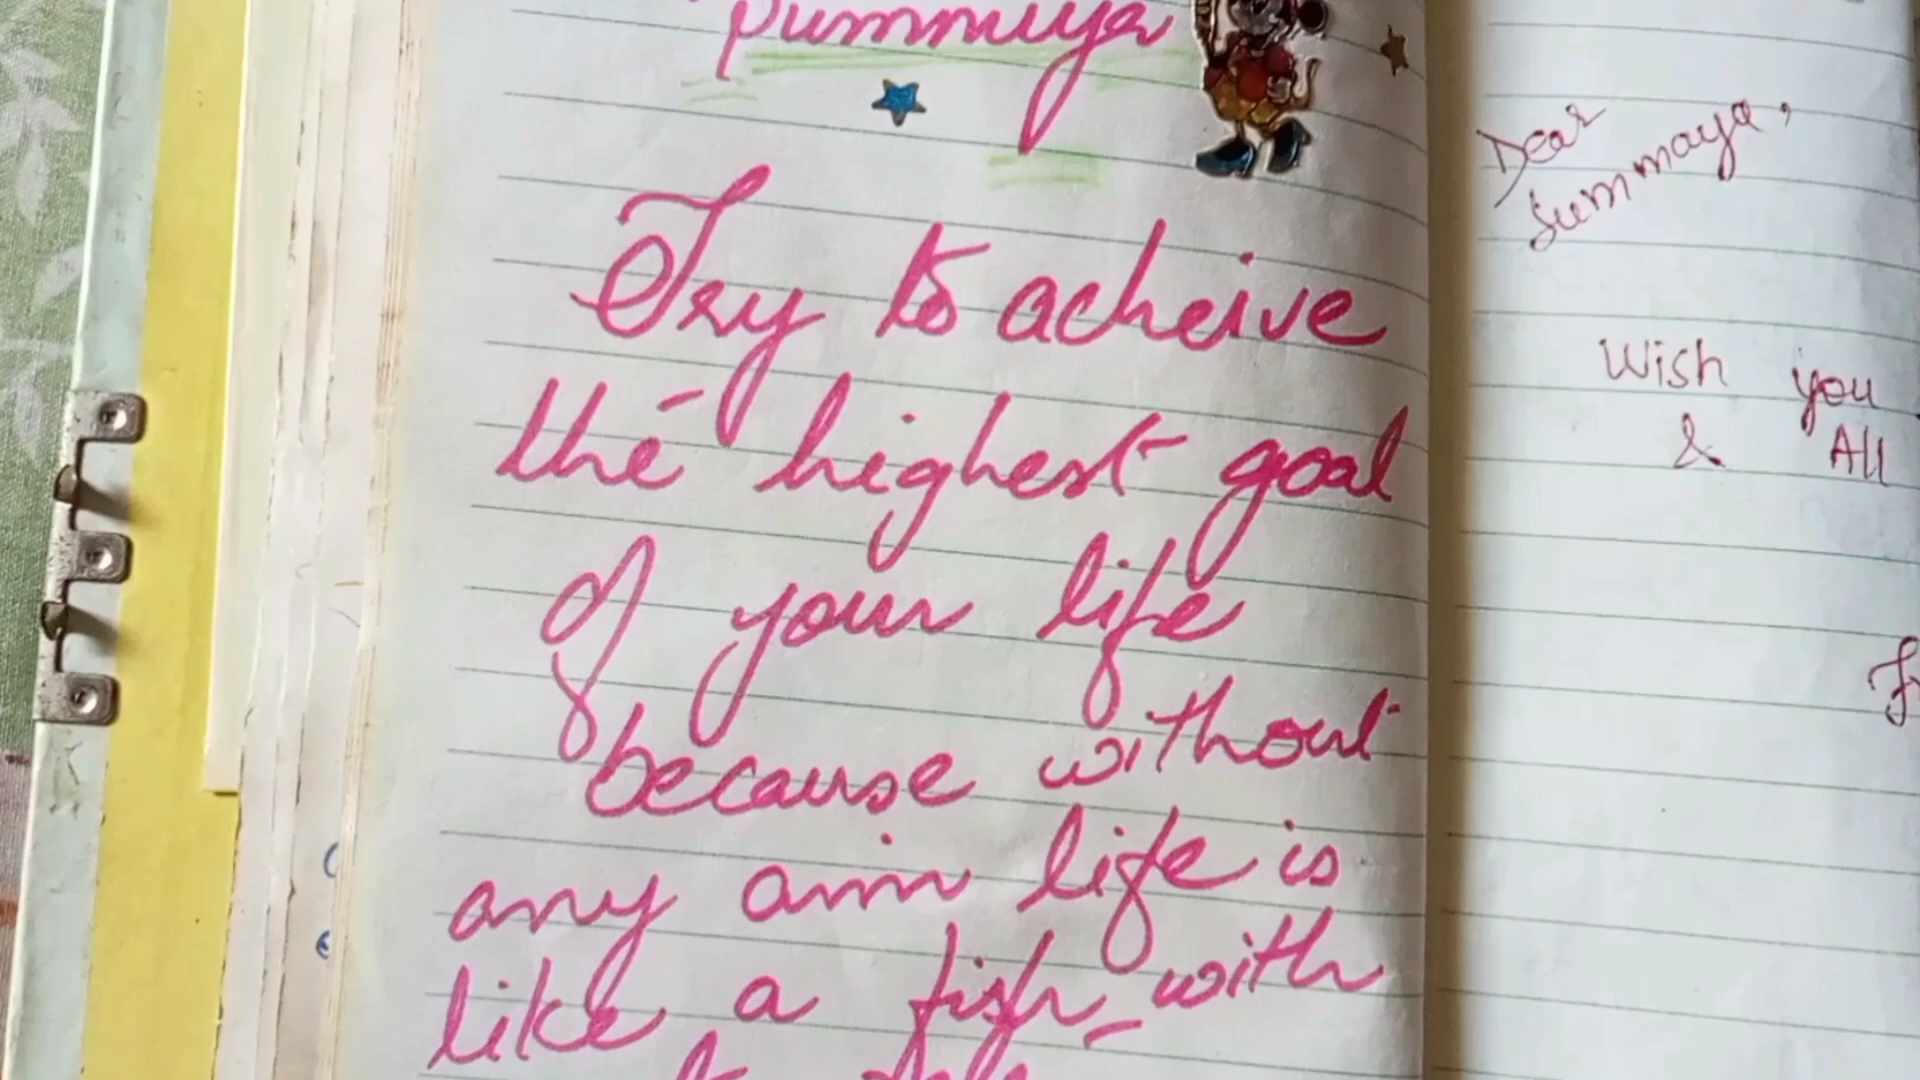 Summuya
Try to acheive
the highest goal
of your life
because without
any aim life is
like a fish with
Dear
Summaya,
Wish you
& All